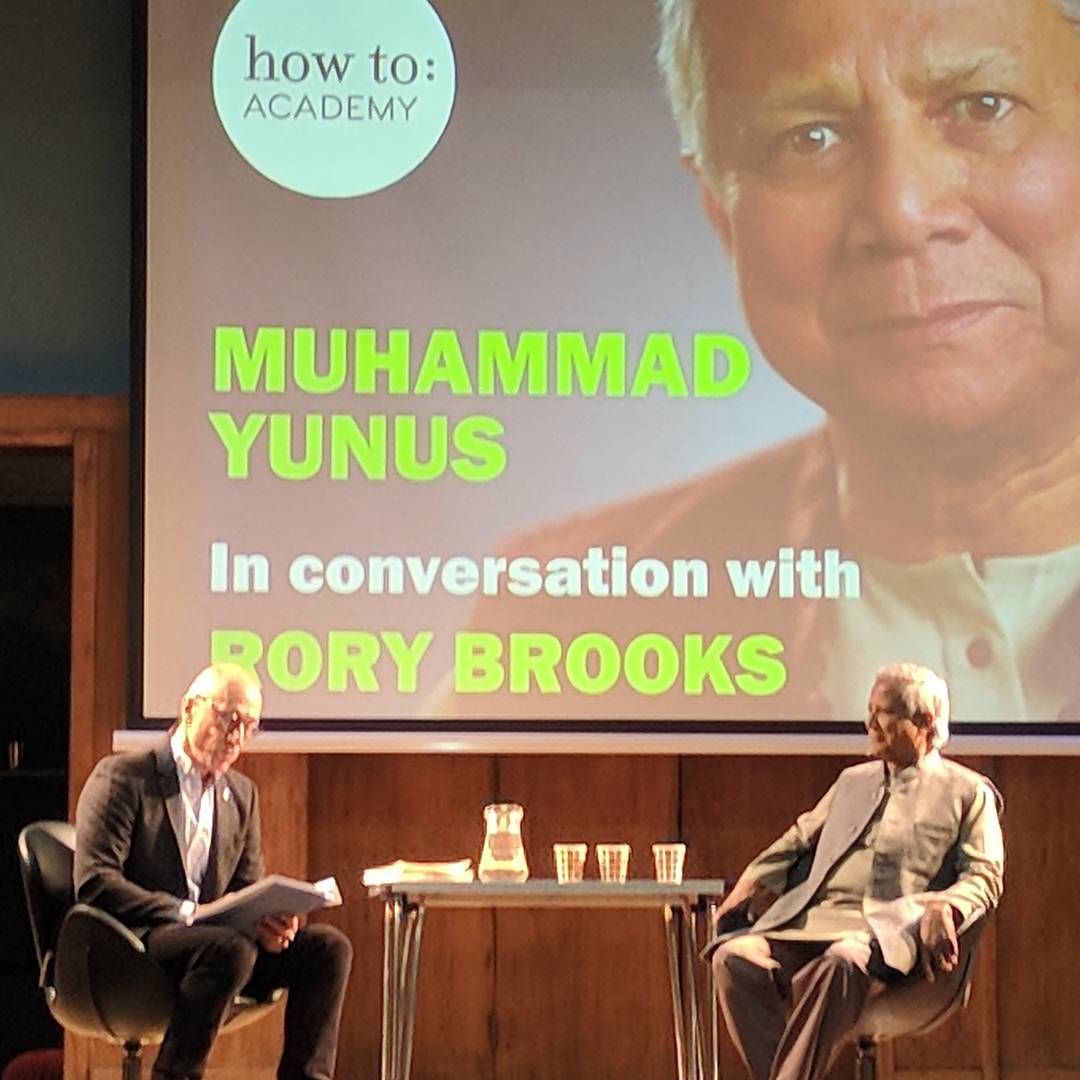 how to:
ACADEMY
MUHAMMAD
YUNUS
In conversation with
RORY BROOKS